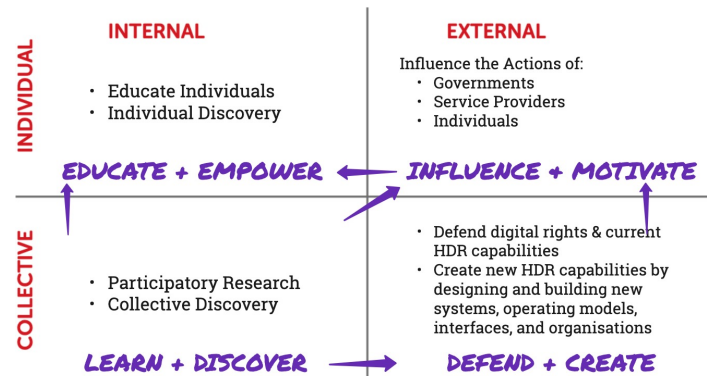 INTERNAL
EXTERNAL
INDIVIDUAL
• Educate Individuals
• Individual Discovery
Influence the Actions of:
• Governments
• Service Providers
• Individuals
EDUCATE + EMPOWER
INFLUENCE + MOTIVATE
COLLECTIVE
• Participatory Research
• Collective Discovery
• Defend digital rights & current
HDR capabilities
• Create new HDR capabilities by
designing and building new
systems, operating models,
interfaces, and organisations
LEARN + DISCOVER
DEFEND + CREATE